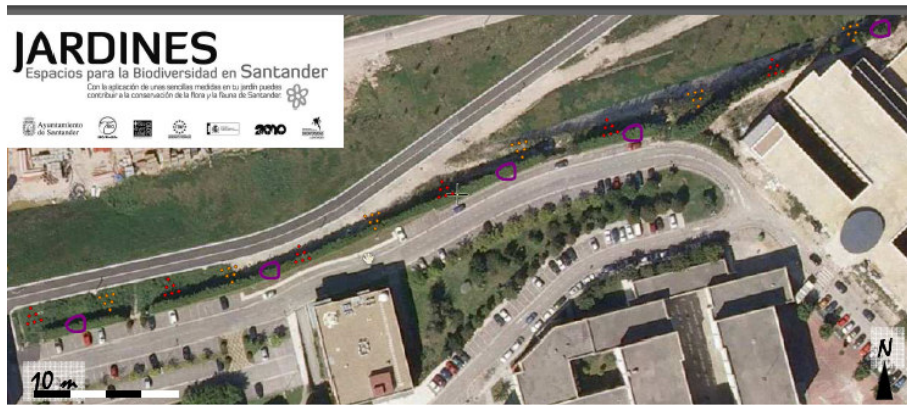 JARDINES
Espacios para la Biodiversidad en Santander
Con la aplicación de unas sencillas medidas en tu jardín puedes
contribuir a la conservación de la flora y la fauna de Santander.
Ayuntamiento
de Santander
2010
10 m
N